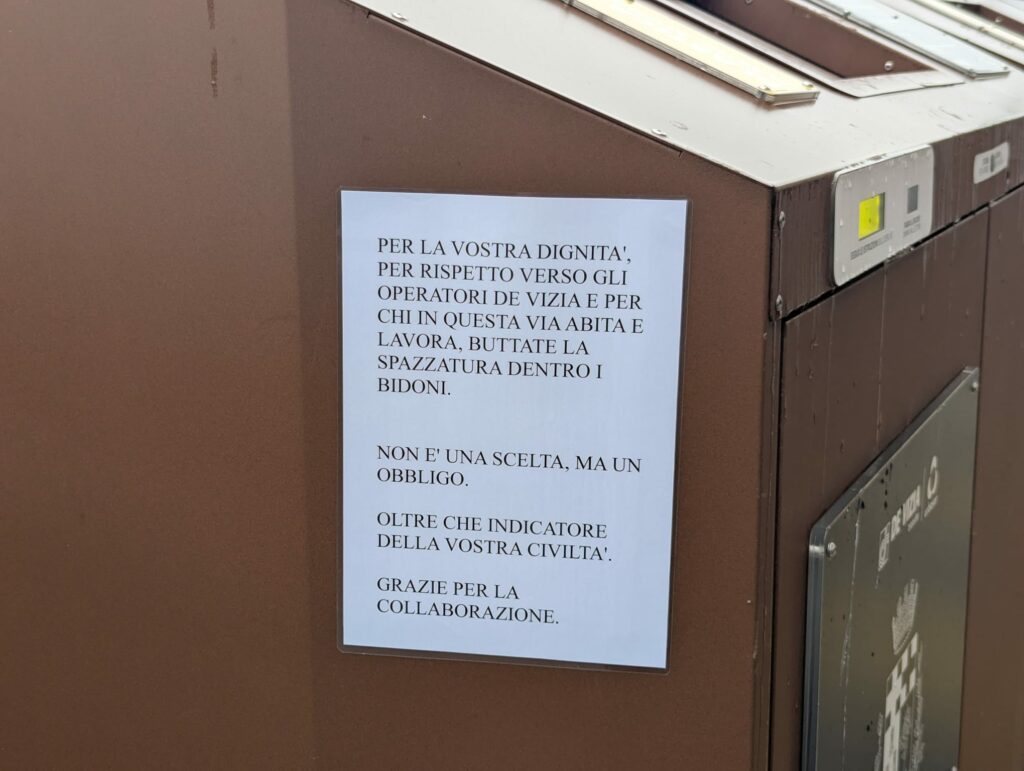 PER LA VOSTRA DIGNITA',
PER RISPETTO VERSO GLI
OPERATORI DE VIZIA E PER
CHI IN QUESTA VIA ABITA E
LAVORA, BUTTATE LA
SPAZZATURA DENTRO I
BIDONI.
NON E' UNA SCELTA, MA UN
OBBLIGO.
OLTRE CHE INDICATORE
DELLA VOSTRA CIVILTA'.
GRAZIE PER LA
COLLABORAZIONE.
DE VIZIA